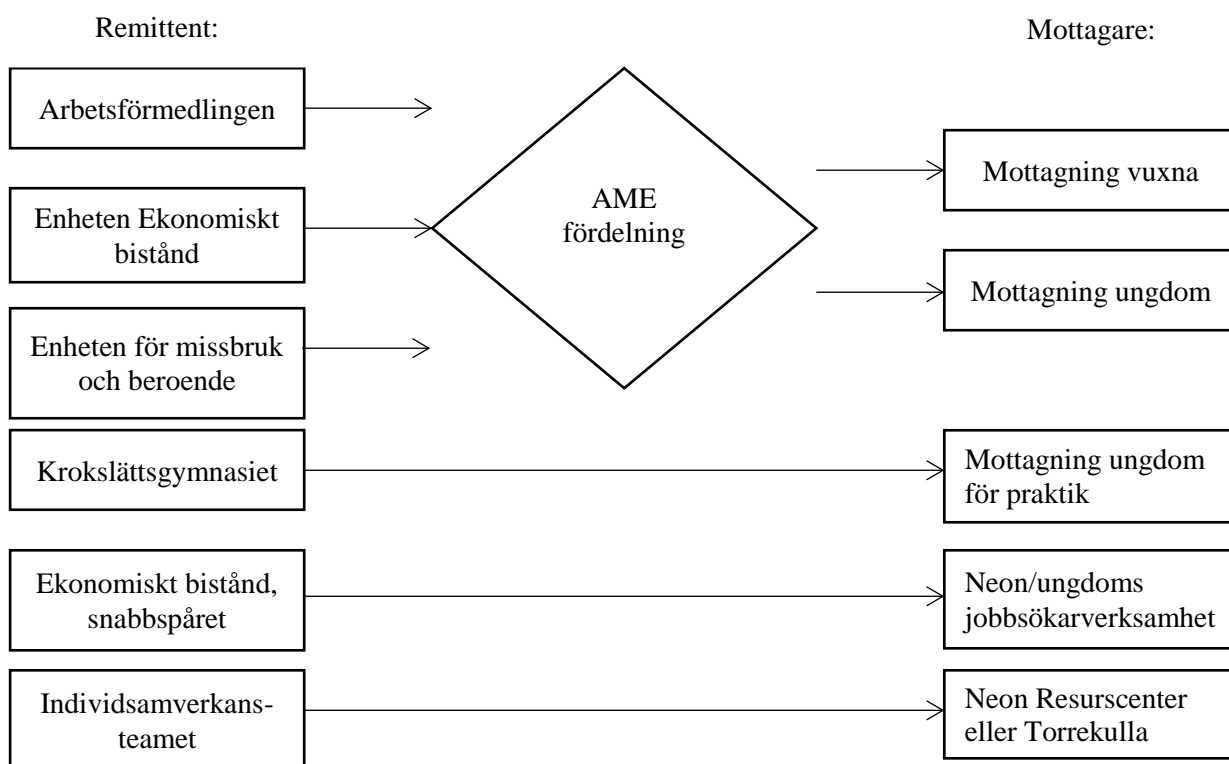 Remittent:
Mottagare:
Arbetsförmedlingen
Enheten Ekonomiskt
bistånd
Enheten för missbruk
och beroende
Krokslättsgymnasiet
Ekonomiskt bistånd,
snabbspåret
Individsamverkans-
teamet
AME
fördelning
Mottagning vuxna
Mottagning ungdom
Mottagning ungdom
för praktik
Neon/ungdoms
jobbsökarverksamhet
Neon Resurscenter
eller Torrekulla